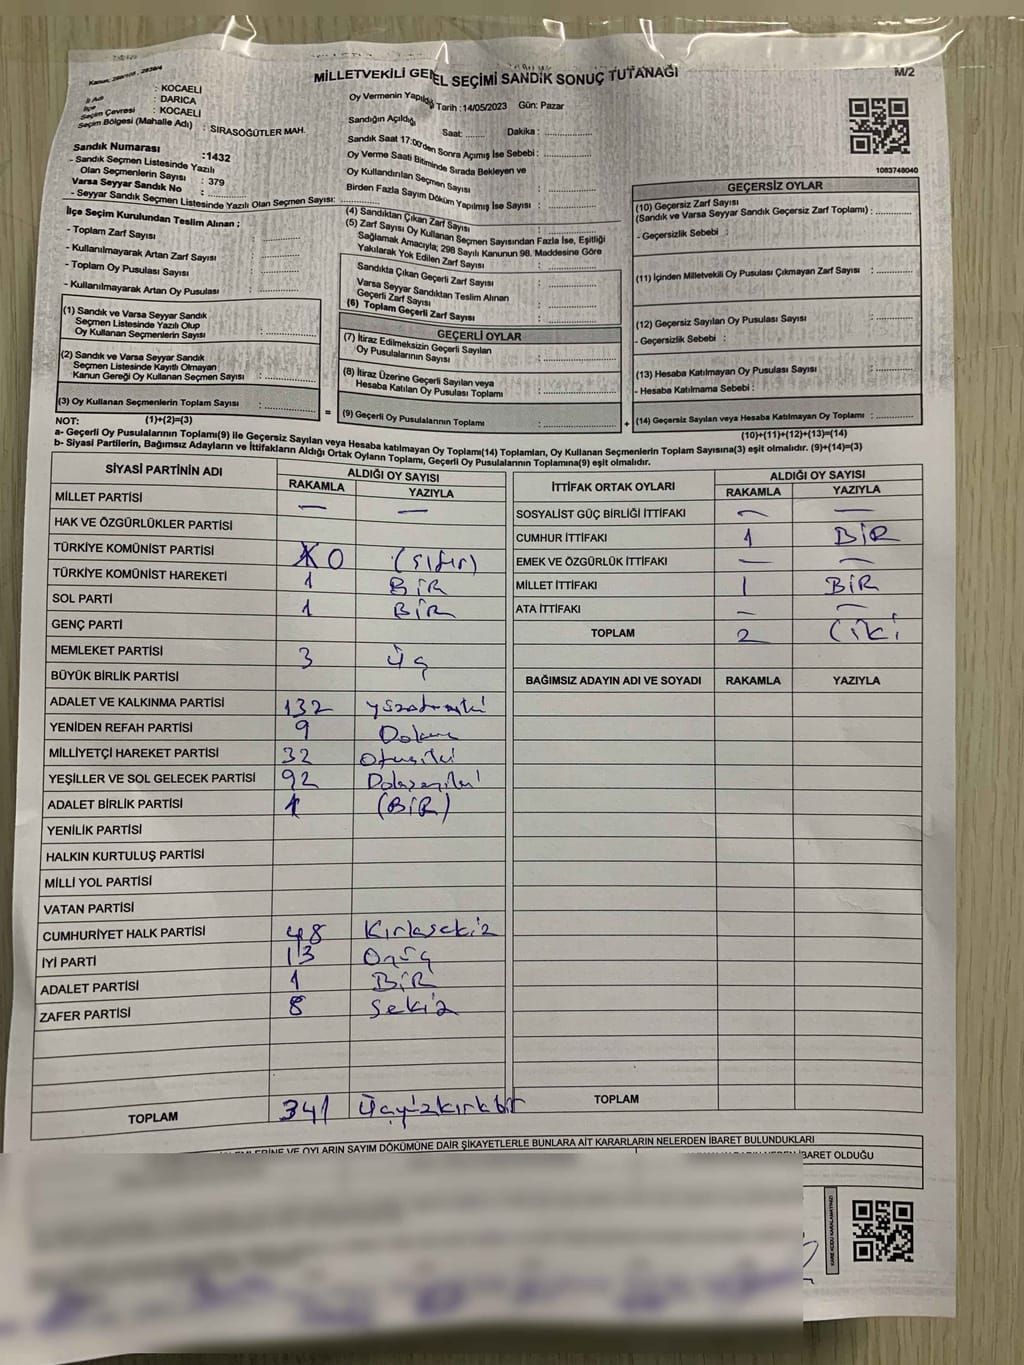 MİLLETVEKİLİ GENEL SEÇİMİ SANDIK SONUÇ TUTANAĞI
M/2
İl Adı : KOCAELİ
İlçe : DARICA
Seçim Çevresi : KOCAELİ
Seçim Bölgesi (Mahalle Adı) : SIRASÖĞÜTLER MAH.
Sandık Numarası :1432
- Sandık Seçmen Listesinde Yazılı
Olan Seçmenlerin Sayısı : 379
Varsa Seyyar Sandık No :
- Seyyar Sandık Seçmen Listesinde Yazılı Olan Seçmen Sayısı:
Oy Vermenin Yapıldığı Tarih :14/05/2023 Gün: Pazar
Sandığın Açıldığı Saat: Dakika :
Sandık Saat 17:00'den Sonra Açılmış İse Sebebi :
Oy Verme Saati Bitiminde Sırada Bekleyen ve
Oy Kullandırılan Seçmen Sayısı :
Birden Fazla Sayım Döküm Yapılmış İse Sayısı :
1083748040
İlçe Seçim Kurulundan Teslim Alınan ;
- Toplam Zarf Sayısı :
- Kullanılmayarak Artan Zarf Sayısı :
- Toplam Oy Pusulası Sayısı :
- Kullanılmayarak Artan Oy Pusulası :
(1) Sandık ve Varsa Seyyar Sandık
Seçmen Listesinde Yazılı Olup
Oy Kullanan Seçmenlerin Sayısı :
(2) Sandık ve Varsa Seyyar Sandık
Seçmen Listesinde Kayıtlı Olmayan
Kanun Gereği Oy Kullanan Seçmen Sayısı :
(3) Oy Kullanan Seçmenlerin Toplam Sayısı :
(1)+(2)=(3)
=
(4) Sandıktan Çıkan Zarf Sayısı :
(5) Zarf Sayısı Oy Kullanan Seçmen Sayısından Fazla İse, Eşitliği
Sağlamak Amacıyla; 298 Sayılı Kanunun 98. Maddesine Göre
Yakılarak Yok Edilen Zarf Sayısı :
Sandıkta Çıkan Geçerli Zarf Sayısı :
Varsa Seyyar Sandıktan Teslim Alınan
Geçerli Zarf Sayısı :
(6) Toplam Geçerli Zarf Sayısı :
GEÇERLİ OYLAR
(7) İtiraz Edilmeksizin Geçerli Sayılan
Oy Pusulalarının Sayısı :
(8) İtiraz Üzerine Geçerli Sayılan veya
Hesaba Katılan Oy Pusulası Toplamı :
(9) Geçerli Oy Pusulalarının Toplamı :
+
GEÇERSİZ OYLAR
(10) Geçersiz Zarf Sayısı
(Sandık ve Varsa Seyyar Sandık Geçersiz Zarf Toplamı) :
- Geçersizlik Sebebi :
(11) İçinden Milletvekili Oy Pusulası Çıkmayan Zarf Sayısı :
(12) Geçersiz Sayılan Oy Pusulası Sayısı :
- Geçersizlik Sebebi :
(13) Hesaba Katılmayan Oy Pusulası Sayısı :
- Hesaba Katılmama Sebebi :
(14) Geçersiz Sayılan veya Hesaba Katılmayan Oy Toplamı :
(10)+(11)+(12)+(13)=(14)
NOT:
a- Geçerli Oy Pusulalarının Toplamı(9) ile Geçersiz Sayılan veya Hesaba katılmayan Oy Toplamı(14) Toplamları, Oy Kullanan Seçmenlerin Toplam Sayısına(3) eşit olmalıdır. (9)+(14)=(3)
b- Siyasi Partilerin, Bağımsız Adayların ve İttifakların Aldığı Ortak Oyların Toplamı, Geçerli Oy Pusulalarının Toplamına(9) eşit olmalıdır.
SİYASİ PARTİNİN ADI ALDIĞI OY SAYISI
RAKAMLA YAZIYLA
MİLLET PARTİSİ — —
HAK VE ÖZGÜRLÜKLER PARTİSİ
TÜRKİYE KOMÜNİST PARTİSİ 0 (sıfır)
TÜRKİYE KOMÜNİST HAREKETİ 1 BİR
SOL PARTİ 1 BİR
GENÇ PARTİ
MEMLEKET PARTİSİ 3 üç
BÜYÜK BİRLİK PARTİSİ
ADALET VE KALKINMA PARTİSİ 132
YENİDEN REFAH PARTİSİ 9 Dokuz
MİLLİYETÇİ HAREKET PARTİSİ 32 Otuziki
YEŞİLLER VE SOL GELECEK PARTİSİ 92 Doksaniki
ADALET BİRLİK PARTİSİ 1 (BİR)
YENİLİK PARTİSİ
HALKIN KURTULUŞ PARTİSİ
MİLLİ YOL PARTİSİ
VATAN PARTİSİ
CUMHURİYET HALK PARTİSİ 48 Kırksekiz
İYİ PARTİ 13 Onüç
ADALET PARTİSİ 1 BİR
ZAFER PARTİSİ 8 Sekiz
TOPLAM 341 Üçyüzkırkbir
İTTİFAK ORTAK OYLARI ALDIĞI OY SAYISI
RAKAMLA YAZIYLA
SOSYALİST GÜÇ BİRLİĞİ İTTİFAKI — —
CUMHUR İTTİFAKI 1 BİR
EMEK VE ÖZGÜRLÜK İTTİFAKI — —
MİLLET İTTİFAKI 1 BİR
ATA İTTİFAKI — —
TOPLAM 2 (iki
BAĞIMSIZ ADAYIN ADI VE SOYADI RAKAMLA YAZIYLA
TOPLAM
VE OYLARIN SAYIM DÖKÜMÜNE DAİR ŞİKAYETLERLE BUNLARA AİT KARARLARIN NELERDEN İBARET BULUNDUKLARI
İBARET OLDUĞU